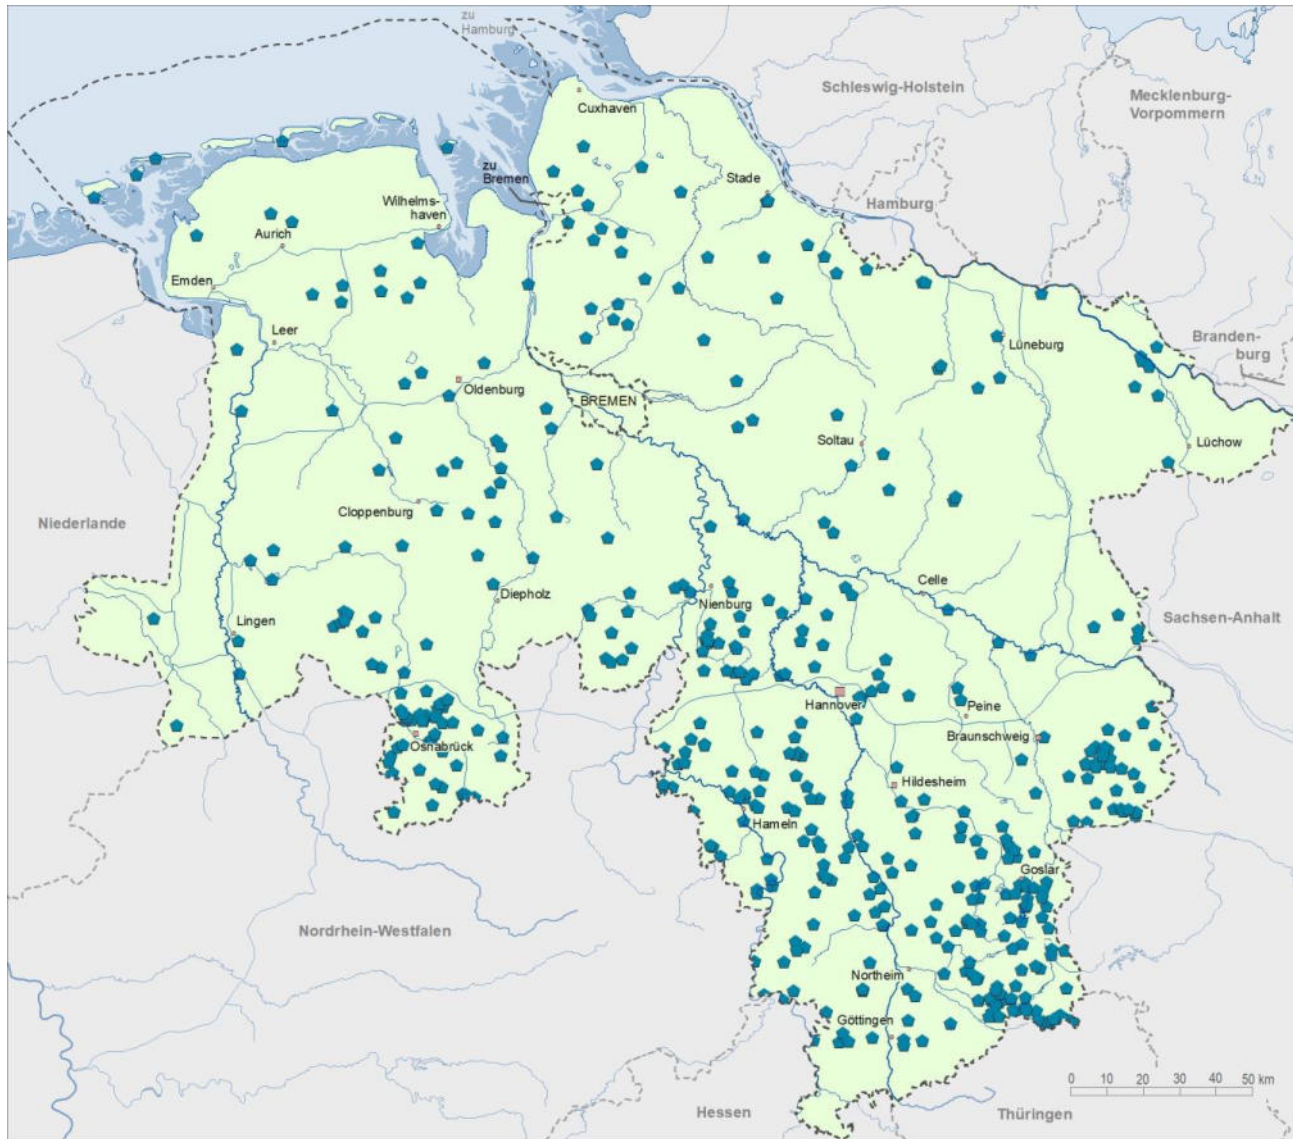 zu
Hamburg
Schleswig-Holstein
Mecklenburg-
Vorpommern
Cuxhaven
zu
Bremen
Stade
Hamburg
Wilhelms-
haven
Aurich
Emden
Leer
Lüneburg
Branden-
burg
Oldenburg
BREMEN
Soltau
Lüchow
Cloppenburg
Niederlande
Celle
Diepholz
Nienburg
Sachsen-Anhalt
Lingen
Hannover
Peine
Braunschweig
Osnabrück
Hildesheim
Hameln
Goslar
Nordrhein-Westfalen
Northeim
Göttingen
0 10 20 30 40 50 km
Hessen
Thüringen